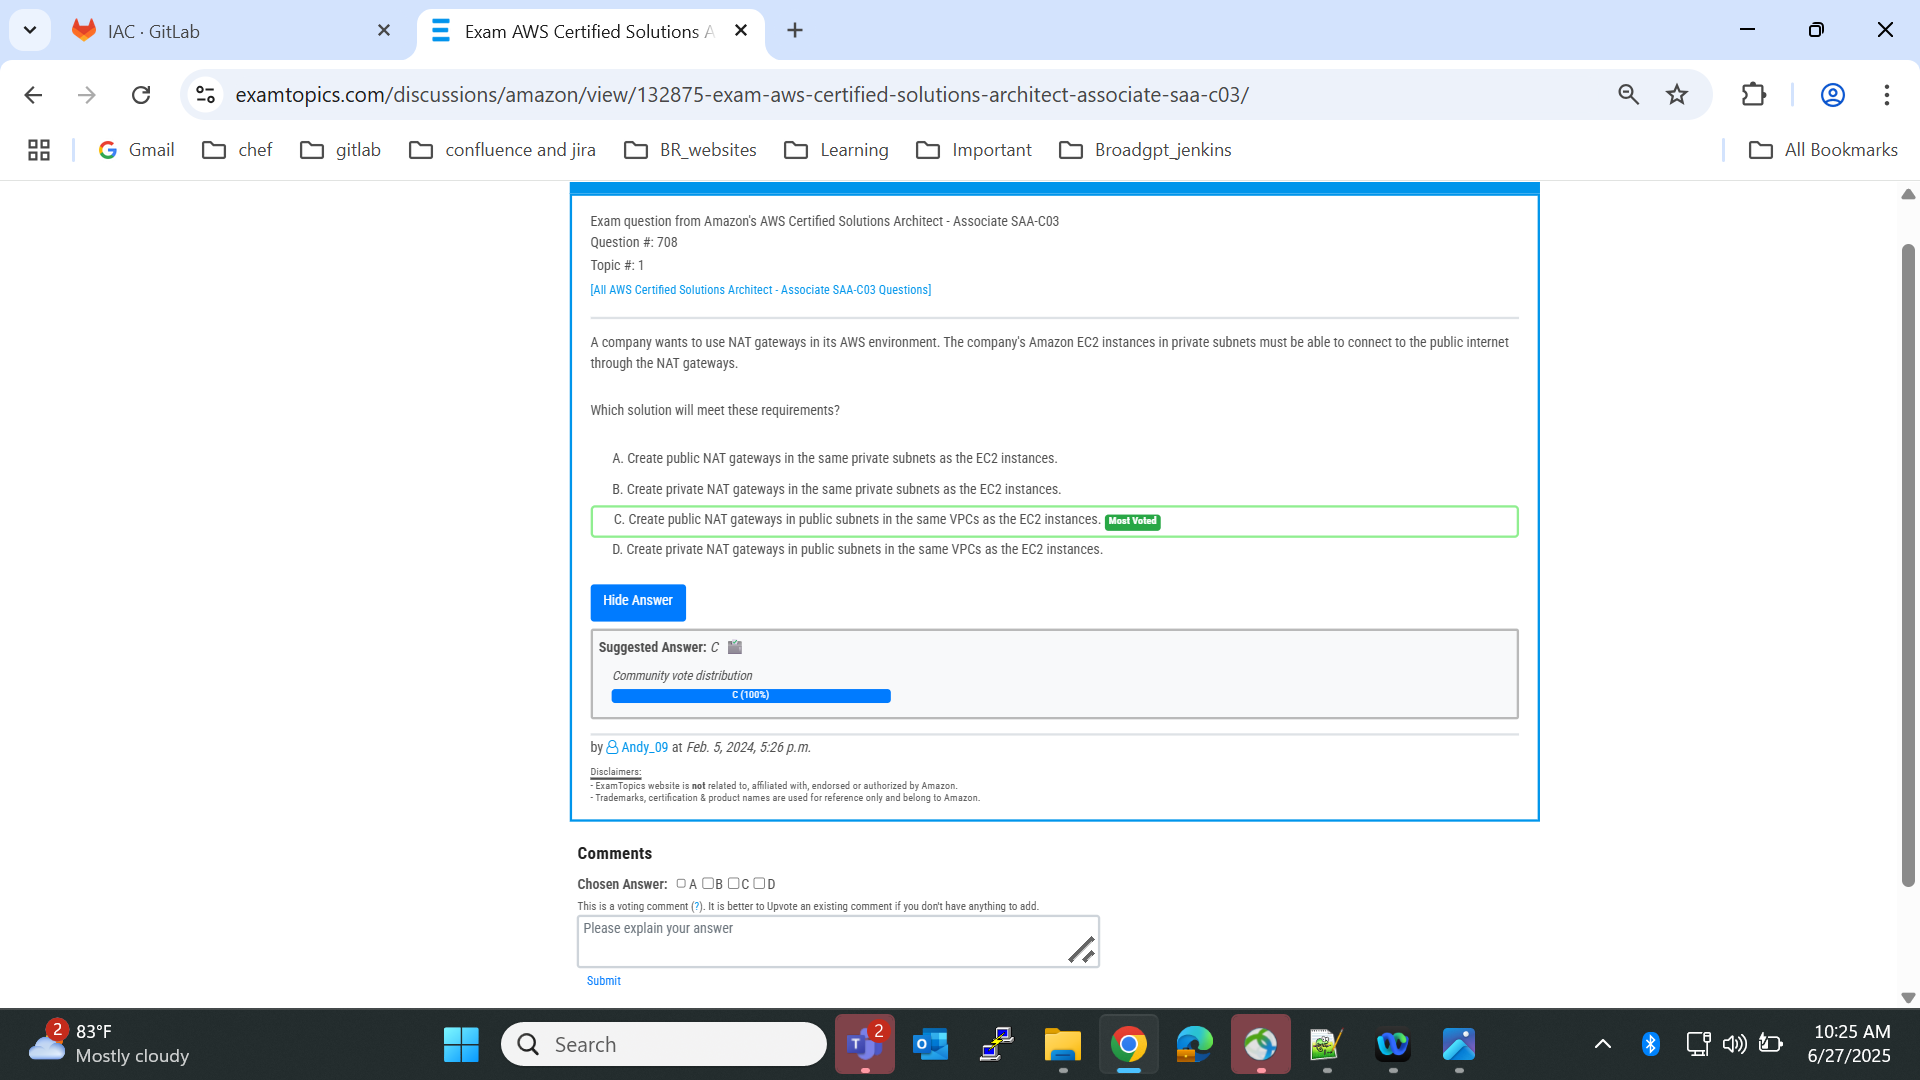 IAC · GitLab
Exam AWS Certified Solutions A
examtopics.com/discussions/amazon/view/132875-exam-aws-certified-solutions-architect-associate-saa-c03/
Gmail
chef
gitlab
confluence and jira
BR_websites
Learning
Important
Broadgpt_jenkins
All Bookmarks
Exam question from Amazon's AWS Certified Solutions Architect - Associate SAA-C03
Question #: 708
Topic #: 1
[All AWS Certified Solutions Architect - Associate SAA-C03 Questions]
A company wants to use NAT gateways in its AWS environment. The company's Amazon EC2 instances in private subnets must be able to connect to the public internet
through the NAT gateways.
Which solution will meet these requirements?
A. Create public NAT gateways in the same private subnets as the EC2 instances.
B. Create private NAT gateways in the same private subnets as the EC2 instances.
C. Create public NAT gateways in public subnets in the same VPCs as the EC2 instances. Most Voted
D. Create private NAT gateways in public subnets in the same VPCs as the EC2 instances.
Hide Answer
Suggested Answer: C
Community vote distribution
C (100%)
by Andy_09 at Feb. 5, 2024, 5:26 p.m.
Disclaimers:
- ExamTopics website is not related to, affiliated with, endorsed or authorized by Amazon.
- Trademarks, certification & product names are used for reference only and belong to Amazon.
Comments
Chosen Answer: A B C D
This is a voting comment (?). It is better to Upvote an existing comment if you don't have anything to add.
Please explain your answer
Submit
2
83°F
Mostly cloudy
Search
2
10:25 AM
6/27/2025